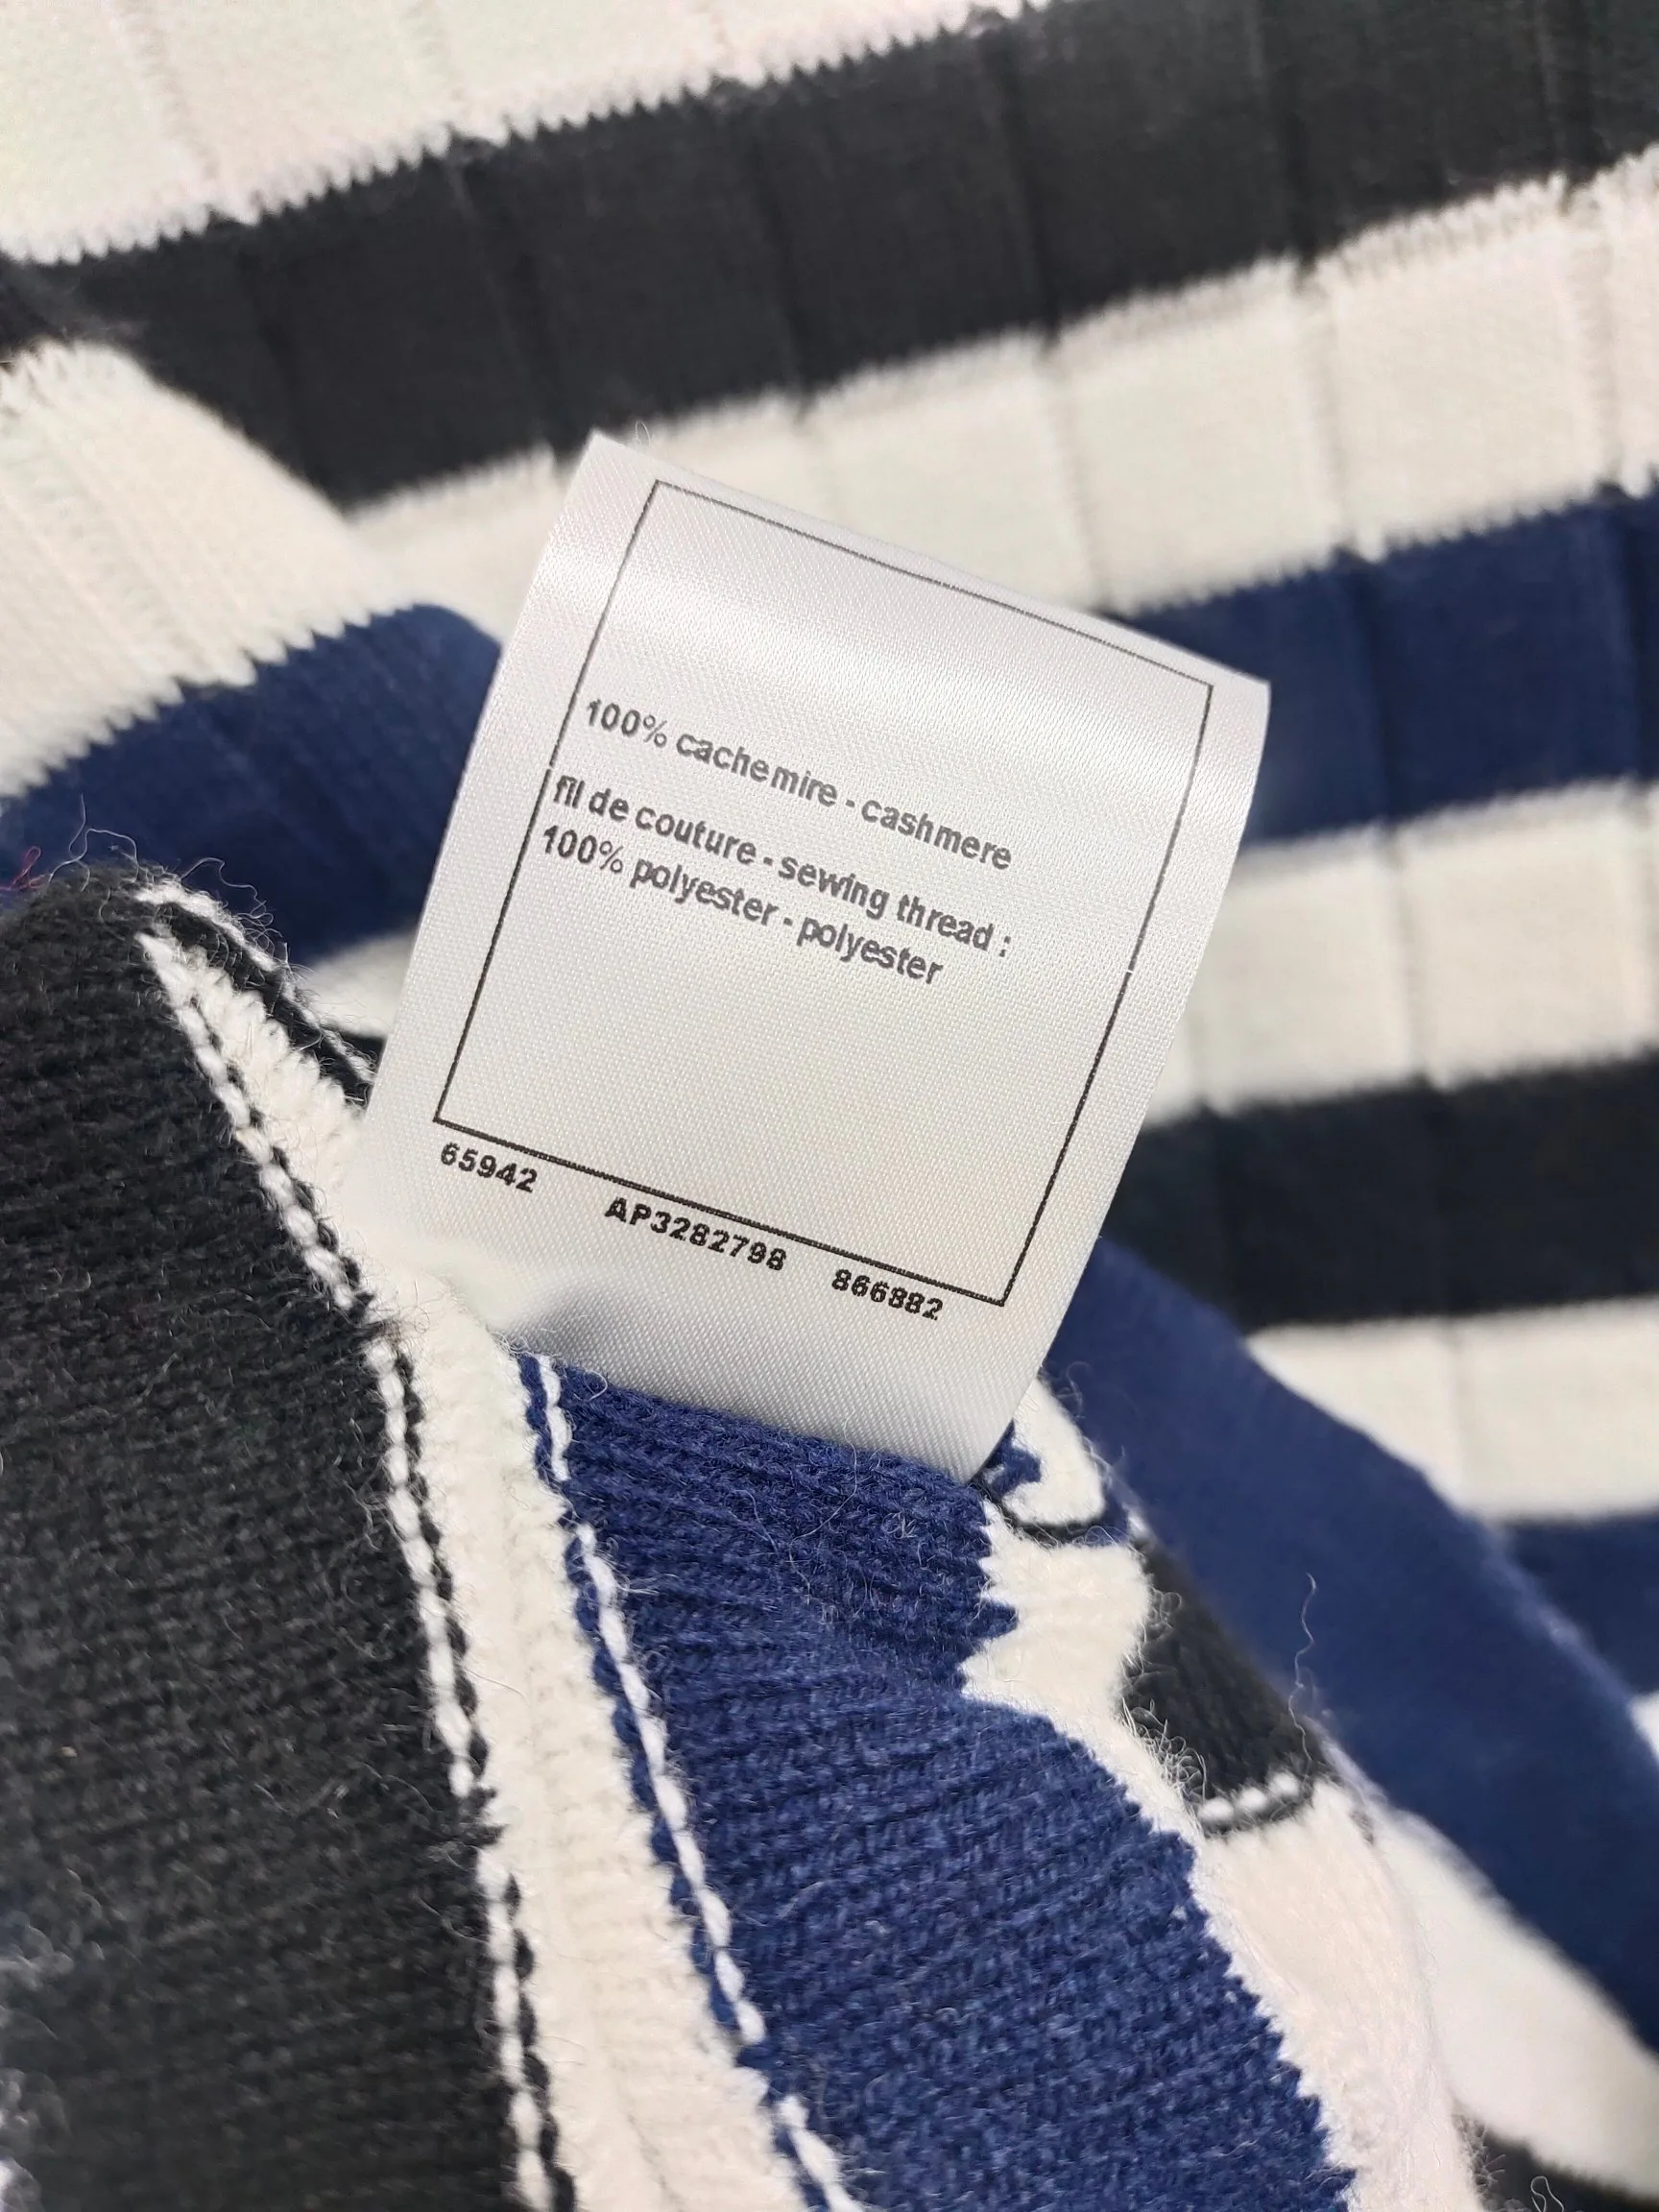 100% cachemire - cashmere
fil de couture - sewing thread :
100% polyester - polyester
65942 AP3282798 866882